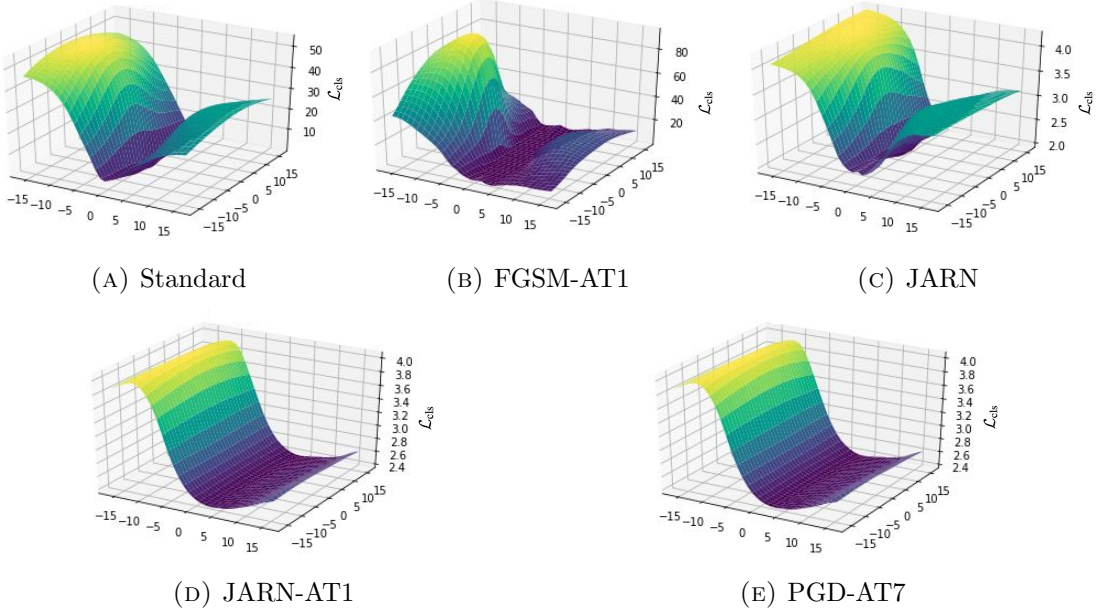 50
40
30
20
10
ℒcls
−15 −10 −5 0 5 10 15
−15 −10 −5 0 5 10 15
80
60
40
20
ℒcls
−15 −10 −5 0 5 10 15
−15 −10 −5 0 5 10 15
4.0
3.5
3.0
2.5
2.0
ℒcls
−15 −10 −5 0 5 10 15
−15 −10 −5 0 5 10 15
(A) Standard
(B) FGSM-AT1
(C) JARN
4.0
3.8
3.6
3.4
3.2
3.0
2.8
2.6
2.4
ℒcls
−15 −10 −5 0 5 10 15
−15 −10 −5 0 5 10 15
4.0
3.8
3.6
3.4
3.2
3.0
2.8
2.6
2.4
ℒcls
−15 −10 −5 0 5 10 15
−15 −10 −5 0 5 10 15
(D) JARN-AT1
(E) PGD-AT7